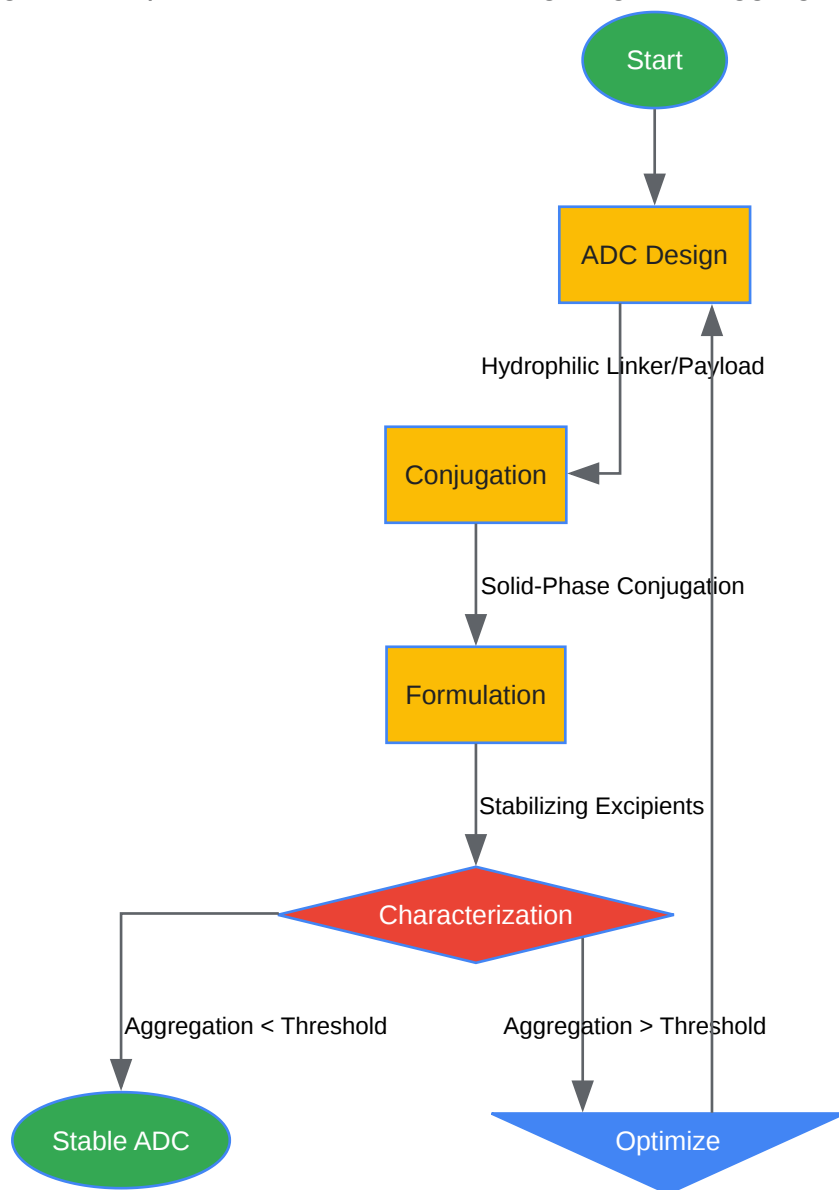 Start
ADC Design
Hydrophilic Linker/Payload
Conjugation
Solid-Phase Conjugation
Formulation
Stabilizing Excipients
Characterization
Aggregation < Threshold
Aggregation > Threshold
Stable ADC
Optimize